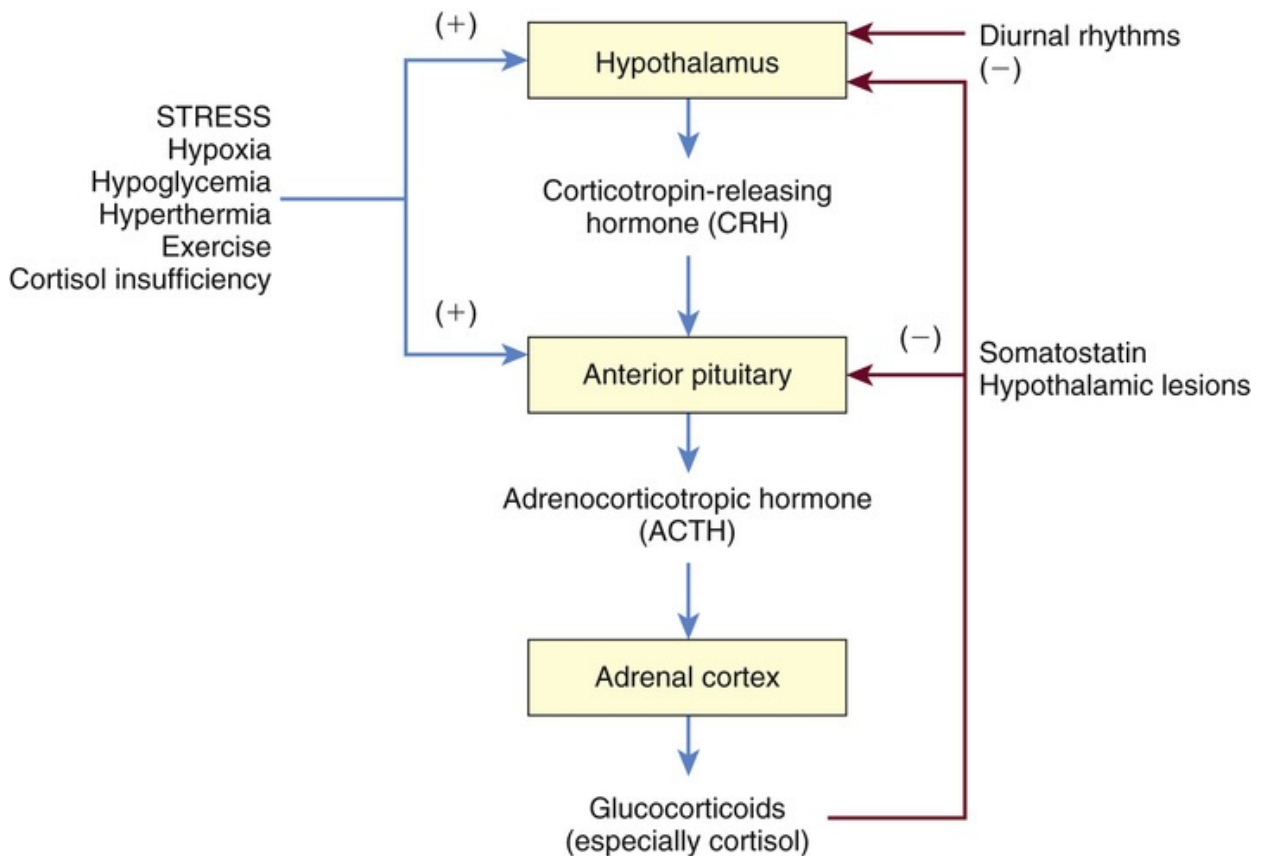 (+)
Hypothalamus
Diurnal rhythms
(−)
STRESS
Hypoxia
Hypoglycemia
Hyperthermia
Exercise
Cortisol insufficiency
Corticotropin-releasing
hormone (CRH)
(+)
Anterior pituitary
(−)
Somatostatin
Hypothalamic lesions
Adrenocorticotropic hormone
(ACTH)
Adrenal cortex
Glucocorticoids
(especially cortisol)